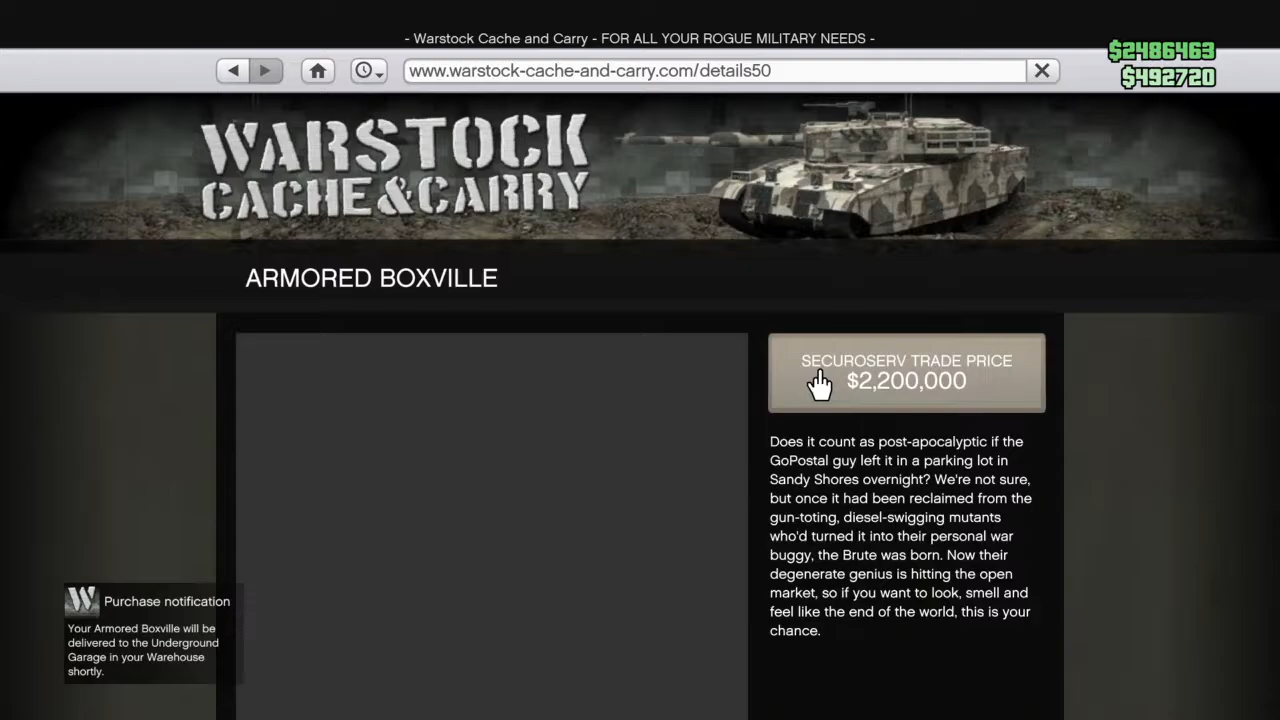 - Warstock Cache and Carry - FOR ALL YOUR ROGUE MILITARY NEEDS -
$2486463
$492720
www.warstock-cache-and-carry.com/details50
WARSTOCK
CACHE&CARRY
ARMORED BOXVILLE
SECUROSERV TRADE PRICE
$2,200,000
Does it count as post-apocalyptic if the
GoPostal guy left it in a parking lot in
Sandy Shores overnight? We're not sure,
but once it had been reclaimed from the
gun-toting, diesel-swigging mutants
who'd turned it into their personal war
buggy, the Brute was born. Now their
degenerate genius is hitting the open
market, so if you want to look, smell and
feel like the end of the world, this is your
chance.
W
Purchase notification
Your Armored Boxville will be
delivered to the Underground
Garage in your Warehouse
shortly.